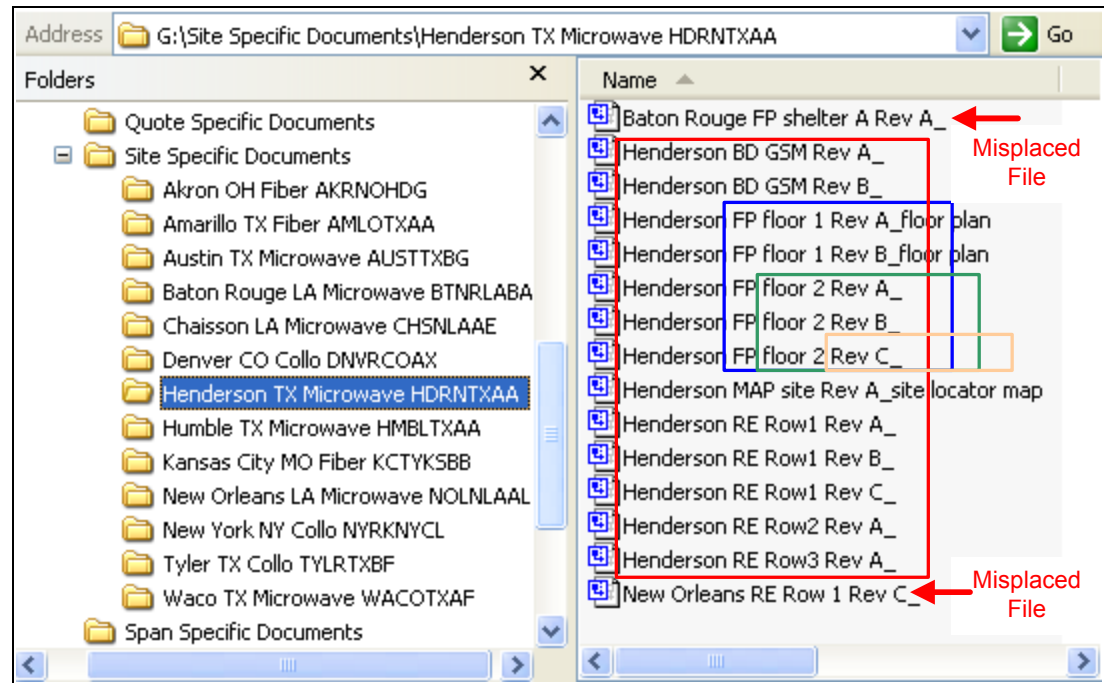 Address G:\Site Specific Documents\Henderson TX Microwave HDRNTXAA Go
Folders
Quote Specific Documents
Site Specific Documents
Akron OH Fiber AKRNOHDG
Amarillo TX Fiber AMLOTXAA
Austin TX Microwave AUSTTXBG
Baton Rouge LA Microwave BTNRLABA
Chaisson LA Microwave CHSNLAAE
Denver CO Collo DNVRCOAX
Henderson TX Microwave HDRNTXAA
Humble TX Microwave HMBLTXAA
Kansas City MO Fiber KCTYKSBB
New Orleans LA Microwave NOLNLAAL
New York NY Collo NYRKNYCL
Tyler TX Collo TYLRTXBF
Waco TX Microwave WACOTXAF
Span Specific Documents
Name
Baton Rouge FP shelter A Rev A_
Misplaced
File
Henderson BD GSM Rev A_
Henderson BD GSM Rev B_
Henderson FP floor 1 Rev A_floor plan
Henderson FP floor 1 Rev B_floor plan
Henderson FP floor 2 Rev A_
Henderson FP floor 2 Rev B_
Henderson FP floor 2 Rev C_
Henderson MAP site Rev A_site locator map
Henderson RE Row1 Rev A_
Henderson RE Row1 Rev B_
Henderson RE Row1 Rev C_
Henderson RE Row2 Rev A_
Henderson RE Row3 Rev A_
New Orleans RE Row 1 Rev C_
Misplaced
File